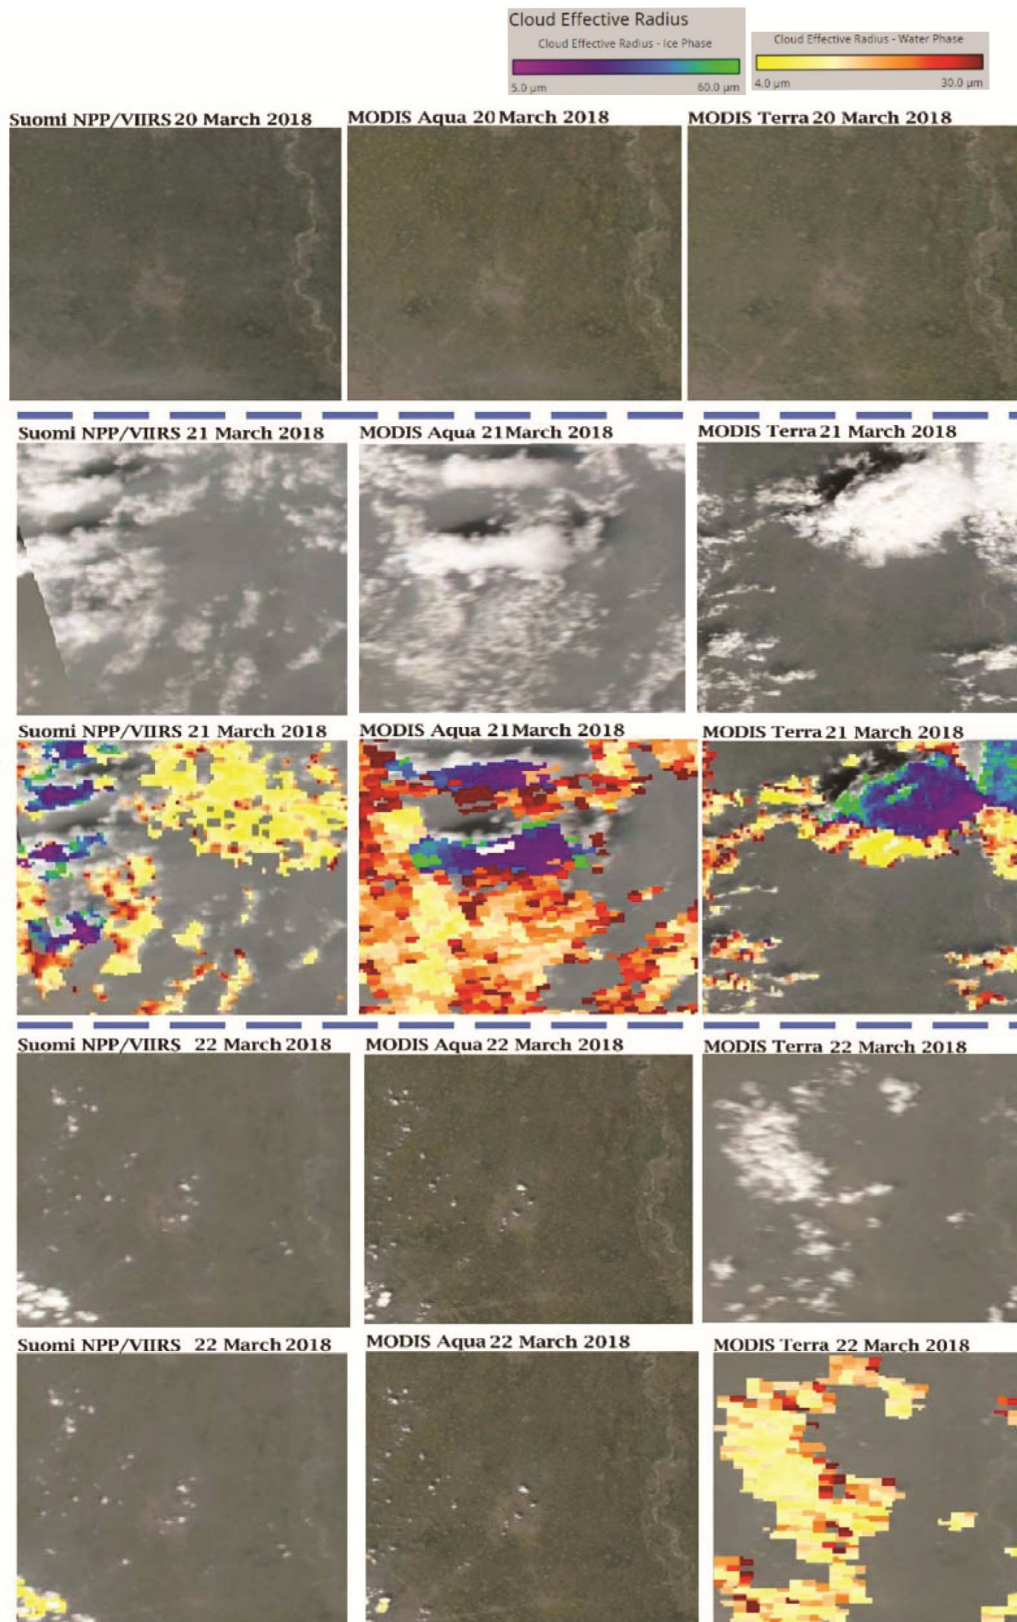 Cloud Effective Radius
Cloud Effective Radius - Ice Phase
5.0 µm 60.0 µm
Cloud Effective Radius - Water Phase
4.0 µm 30.0 µm
Suomi NPP/VIIRS 20 March 2018
MODIS Aqua 20 March 2018
MODIS Terra 20 March 2018
Suomi NPP/VIIRS 21 March 2018
MODIS Aqua 21 March 2018
MODIS Terra 21 March 2018
Suomi NPP/VIIRS 21 March 2018
MODIS Aqua 21 March 2018
MODIS Terra 21 March 2018
Suomi NPP/VIIRS 22 March 2018
MODIS Aqua 22 March 2018
MODIS Terra 22 March 2018
Suomi NPP/VIIRS 22 March 2018
MODIS Aqua 22 March 2018
MODIS Terra 22 March 2018